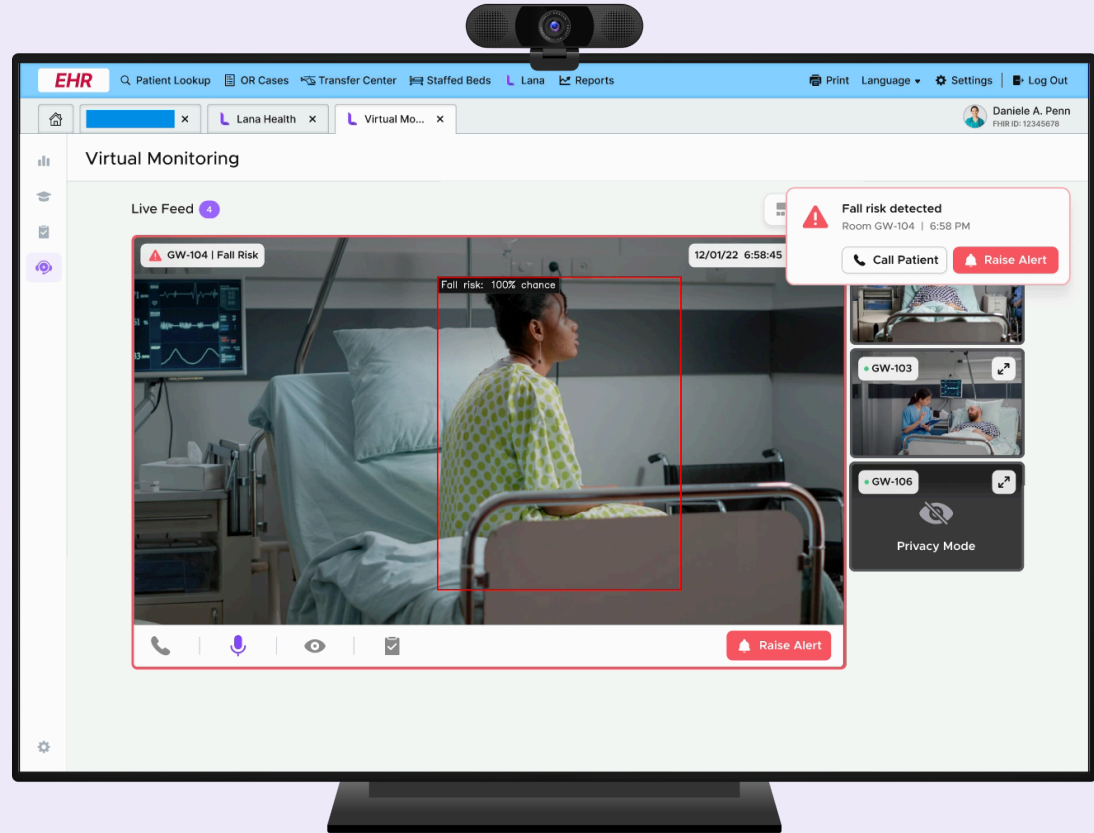 EHR
Patient Lookup
OR Cases
Transfer Center
Staffed Beds
Lana
Reports
Print
Language
Settings
Log Out
Lana Health
Virtual Mo...
Daniele A. Penn
FHIR ID: 12345678
Virtual Monitoring
Live Feed 4
Fall risk detected
Room GW-104 | 6:58 PM
Call Patient
Raise Alert
GW-104 | Fall Risk
12/01/22 6:58:45
Fall risk: 100% chance
GW-103
GW-106
Privacy Mode
Raise Alert